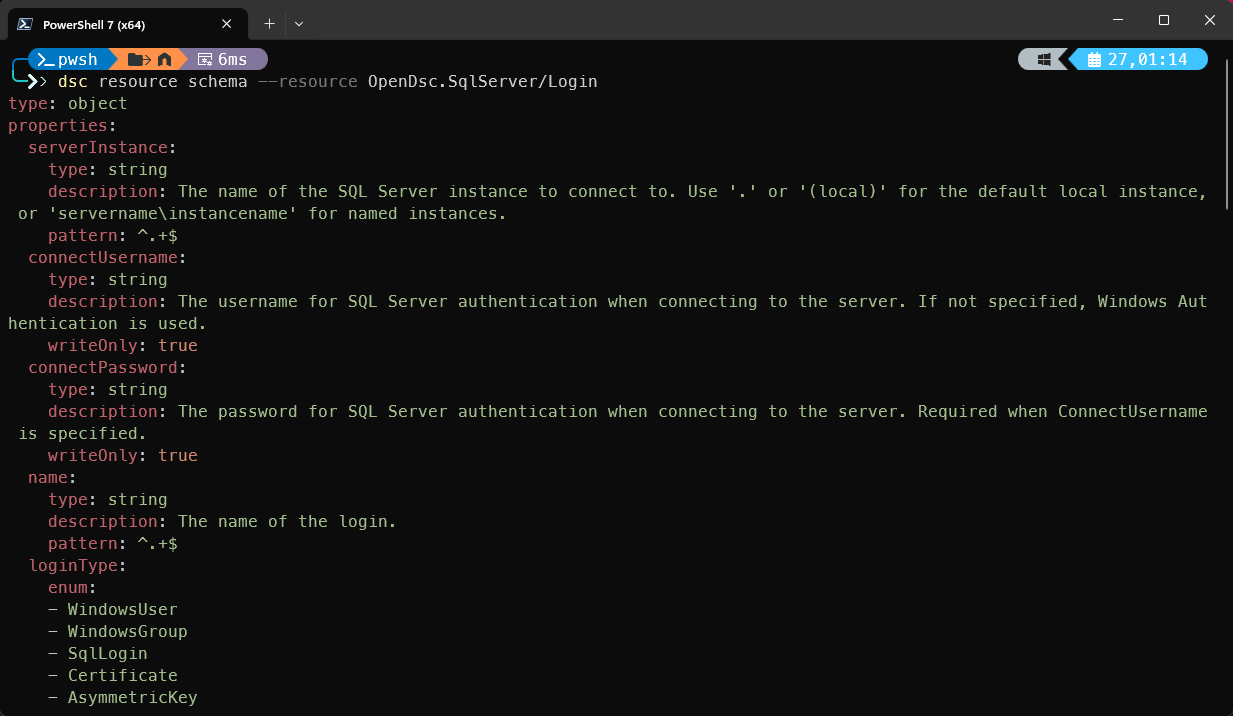 PowerShell 7 (x64)
pwsh 6ms 27,01:14
dsc resource schema --resource OpenDsc.SqlServer/Login
type: object
properties:
  serverInstance:
    type: string
    description: The name of the SQL Server instance to connect to. Use '.' or '(local)' for the default local instance,
 or 'servername\instancename' for named instances.
    pattern: ^.+$
  connectUsername:
    type: string
    description: The username for SQL Server authentication when connecting to the server. If not specified, Windows Aut
hentication is used.
    writeOnly: true
  connectPassword:
    type: string
    description: The password for SQL Server authentication when connecting to the server. Required when ConnectUsername
 is specified.
    writeOnly: true
  name:
    type: string
    description: The name of the login.
    pattern: ^.+$
  loginType:
    enum:
    - WindowsUser
    - WindowsGroup
    - SqlLogin
    - Certificate
    - AsymmetricKey